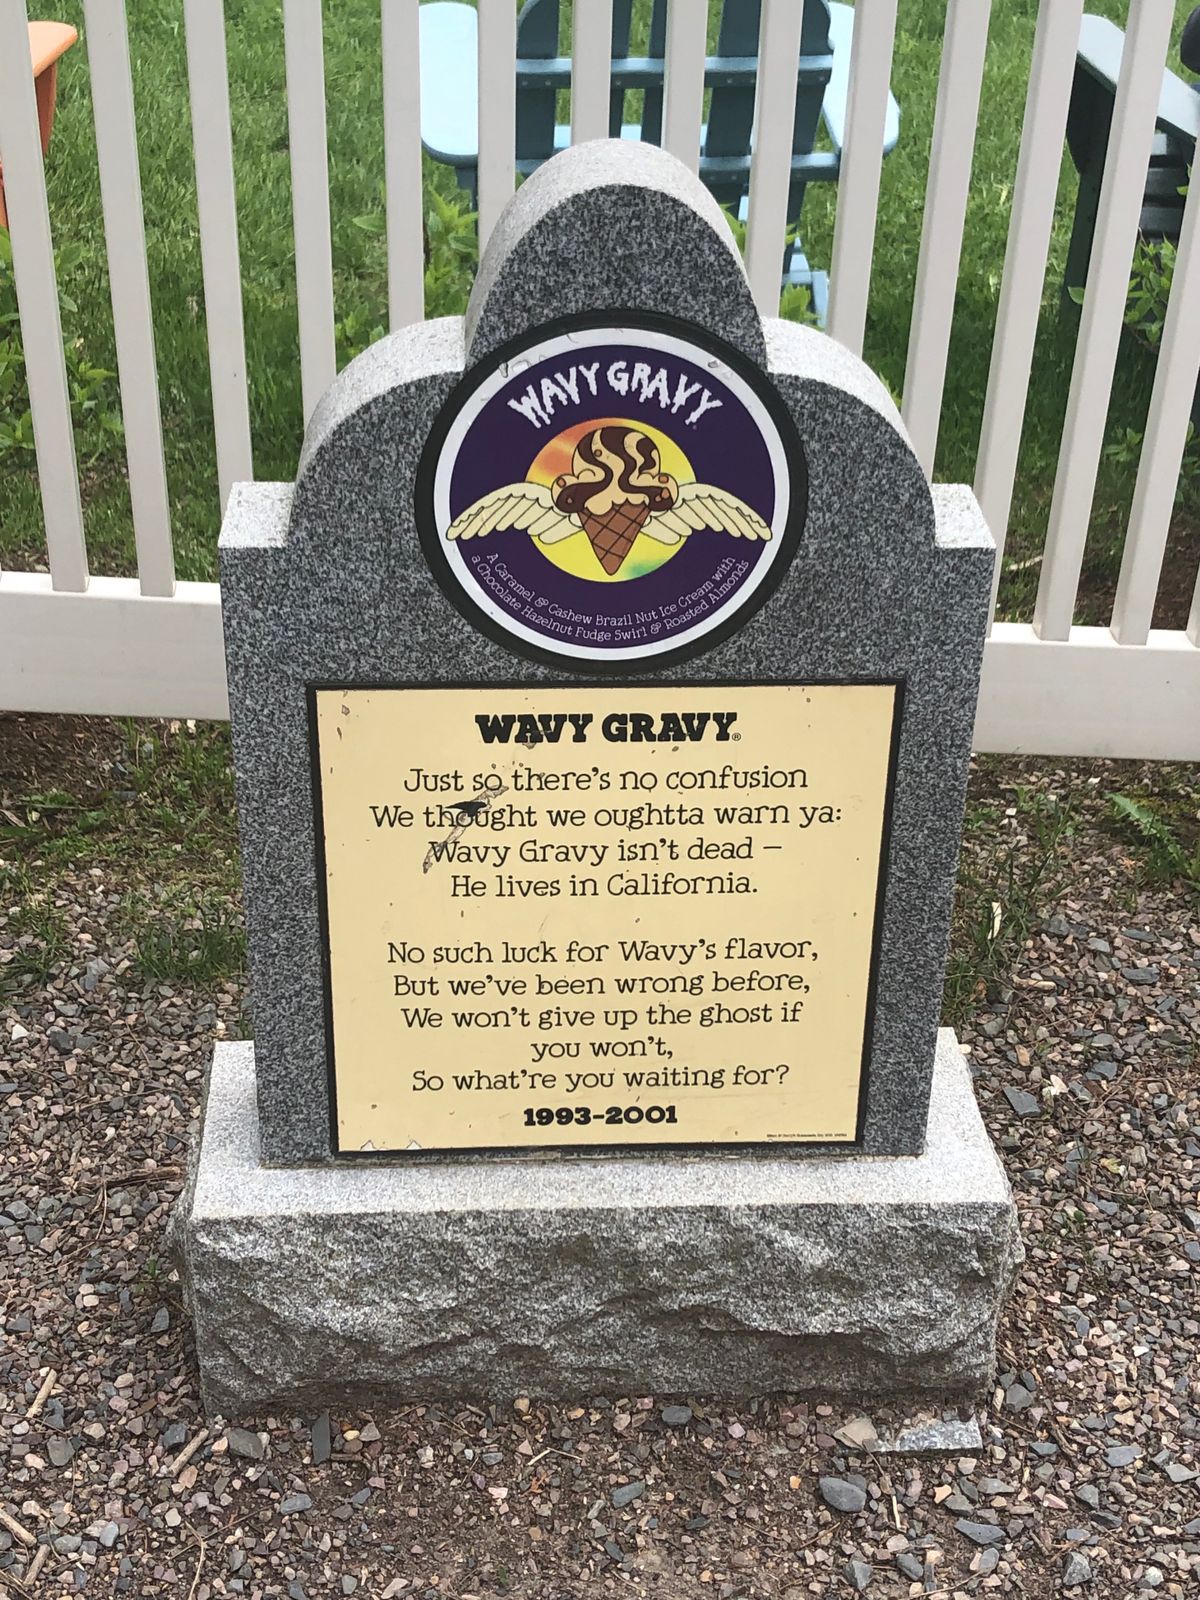 WAVY GRAVY
A Caramel & Cashew Brazil Nut Ice Cream with
a Chocolate Hazelnut Fudge Swirl & Roasted Almonds
WAVY GRAVY®
Just so there's no confusion
We thought we oughtta warn ya:
Wavy Gravy isn't dead –
He lives in California.
No such luck for Wavy's flavor,
But we've been wrong before,
We won't give up the ghost if
you won't,
So what're you waiting for?
1993-2001